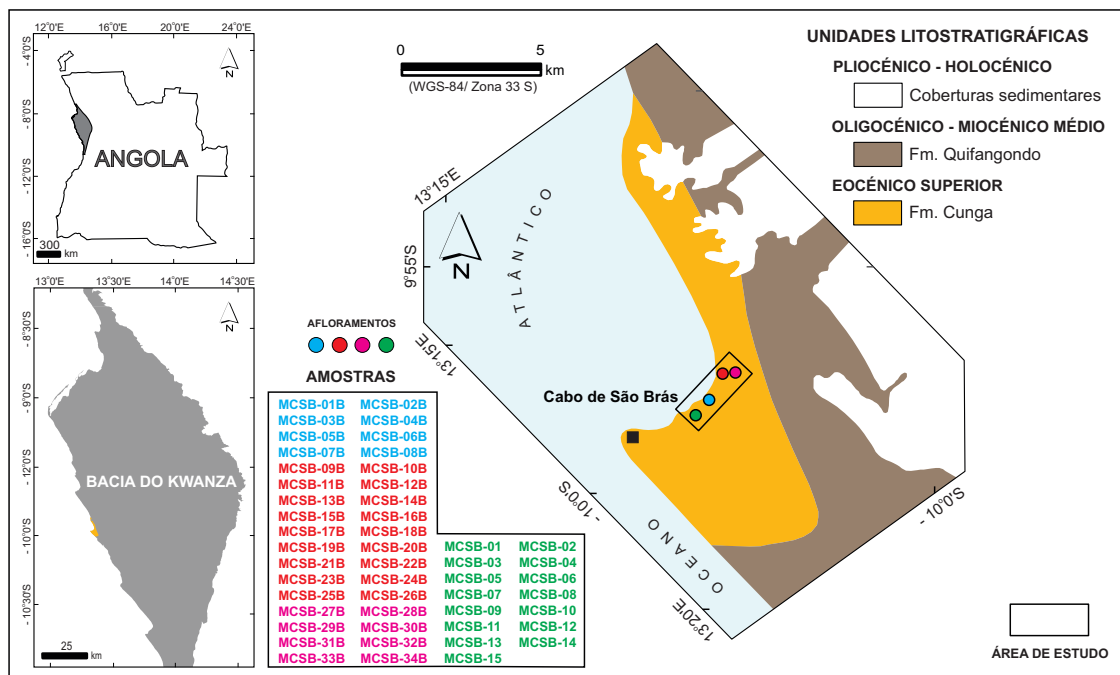 12°0'E 16°0'E 20°0'E 24°0'E
- 4°0'S
- 8°0'S
- 12°0'S
- 16°0'S
N
ANGOLA
300
km
13°0'E 13°30'E 14°0'E 14°30'E
- 8°30'S
- 9°0'S
- 12°0'S
- 10°0'S
- 10°30'S
N
BACIA DO KWANZA
25
km
0 5
km
(WGS-84/ Zona 33 S)
AFLORAMENTOS
AMOSTRAS
MCSB-01B MCSB-02B
MCSB-03B MCSB-04B
MCSB-05B MCSB-06B
MCSB-07B MCSB-08B
MCSB-09B MCSB-10B
MCSB-11B MCSB-12B
MCSB-13B MCSB-14B
MCSB-15B MCSB-16B
MCSB-17B MCSB-18B
MCSB-19B MCSB-20B
MCSB-21B MCSB-22B
MCSB-23B MCSB-24B
MCSB-25B MCSB-26B
MCSB-27B MCSB-28B
MCSB-29B MCSB-30B
MCSB-31B MCSB-32B
MCSB-33B MCSB-34B
MCSB-01 MCSB-02
MCSB-03 MCSB-04
MCSB-05 MCSB-06
MCSB-07 MCSB-08
MCSB-09 MCSB-10
MCSB-11 MCSB-12
MCSB-13 MCSB-14
MCSB-15
13°15'E
9°55'S
13°15'E
N
ATLÂNTICO
Cabo de São Brás
- 10°0'S
OCEANO
13°20'E
- 10°0'S
UNIDADES LITOSTRATIGRÁFICAS
PLIOCÉNICO - HOLOCÉNICO
Coberturas sedimentares
OLIGOCÉNICO - MIOCÉNICO MÉDIO
Fm. Quifangondo
EOCÉNICO SUPERIOR
Fm. Cunga
ÁREA DE ESTUDO